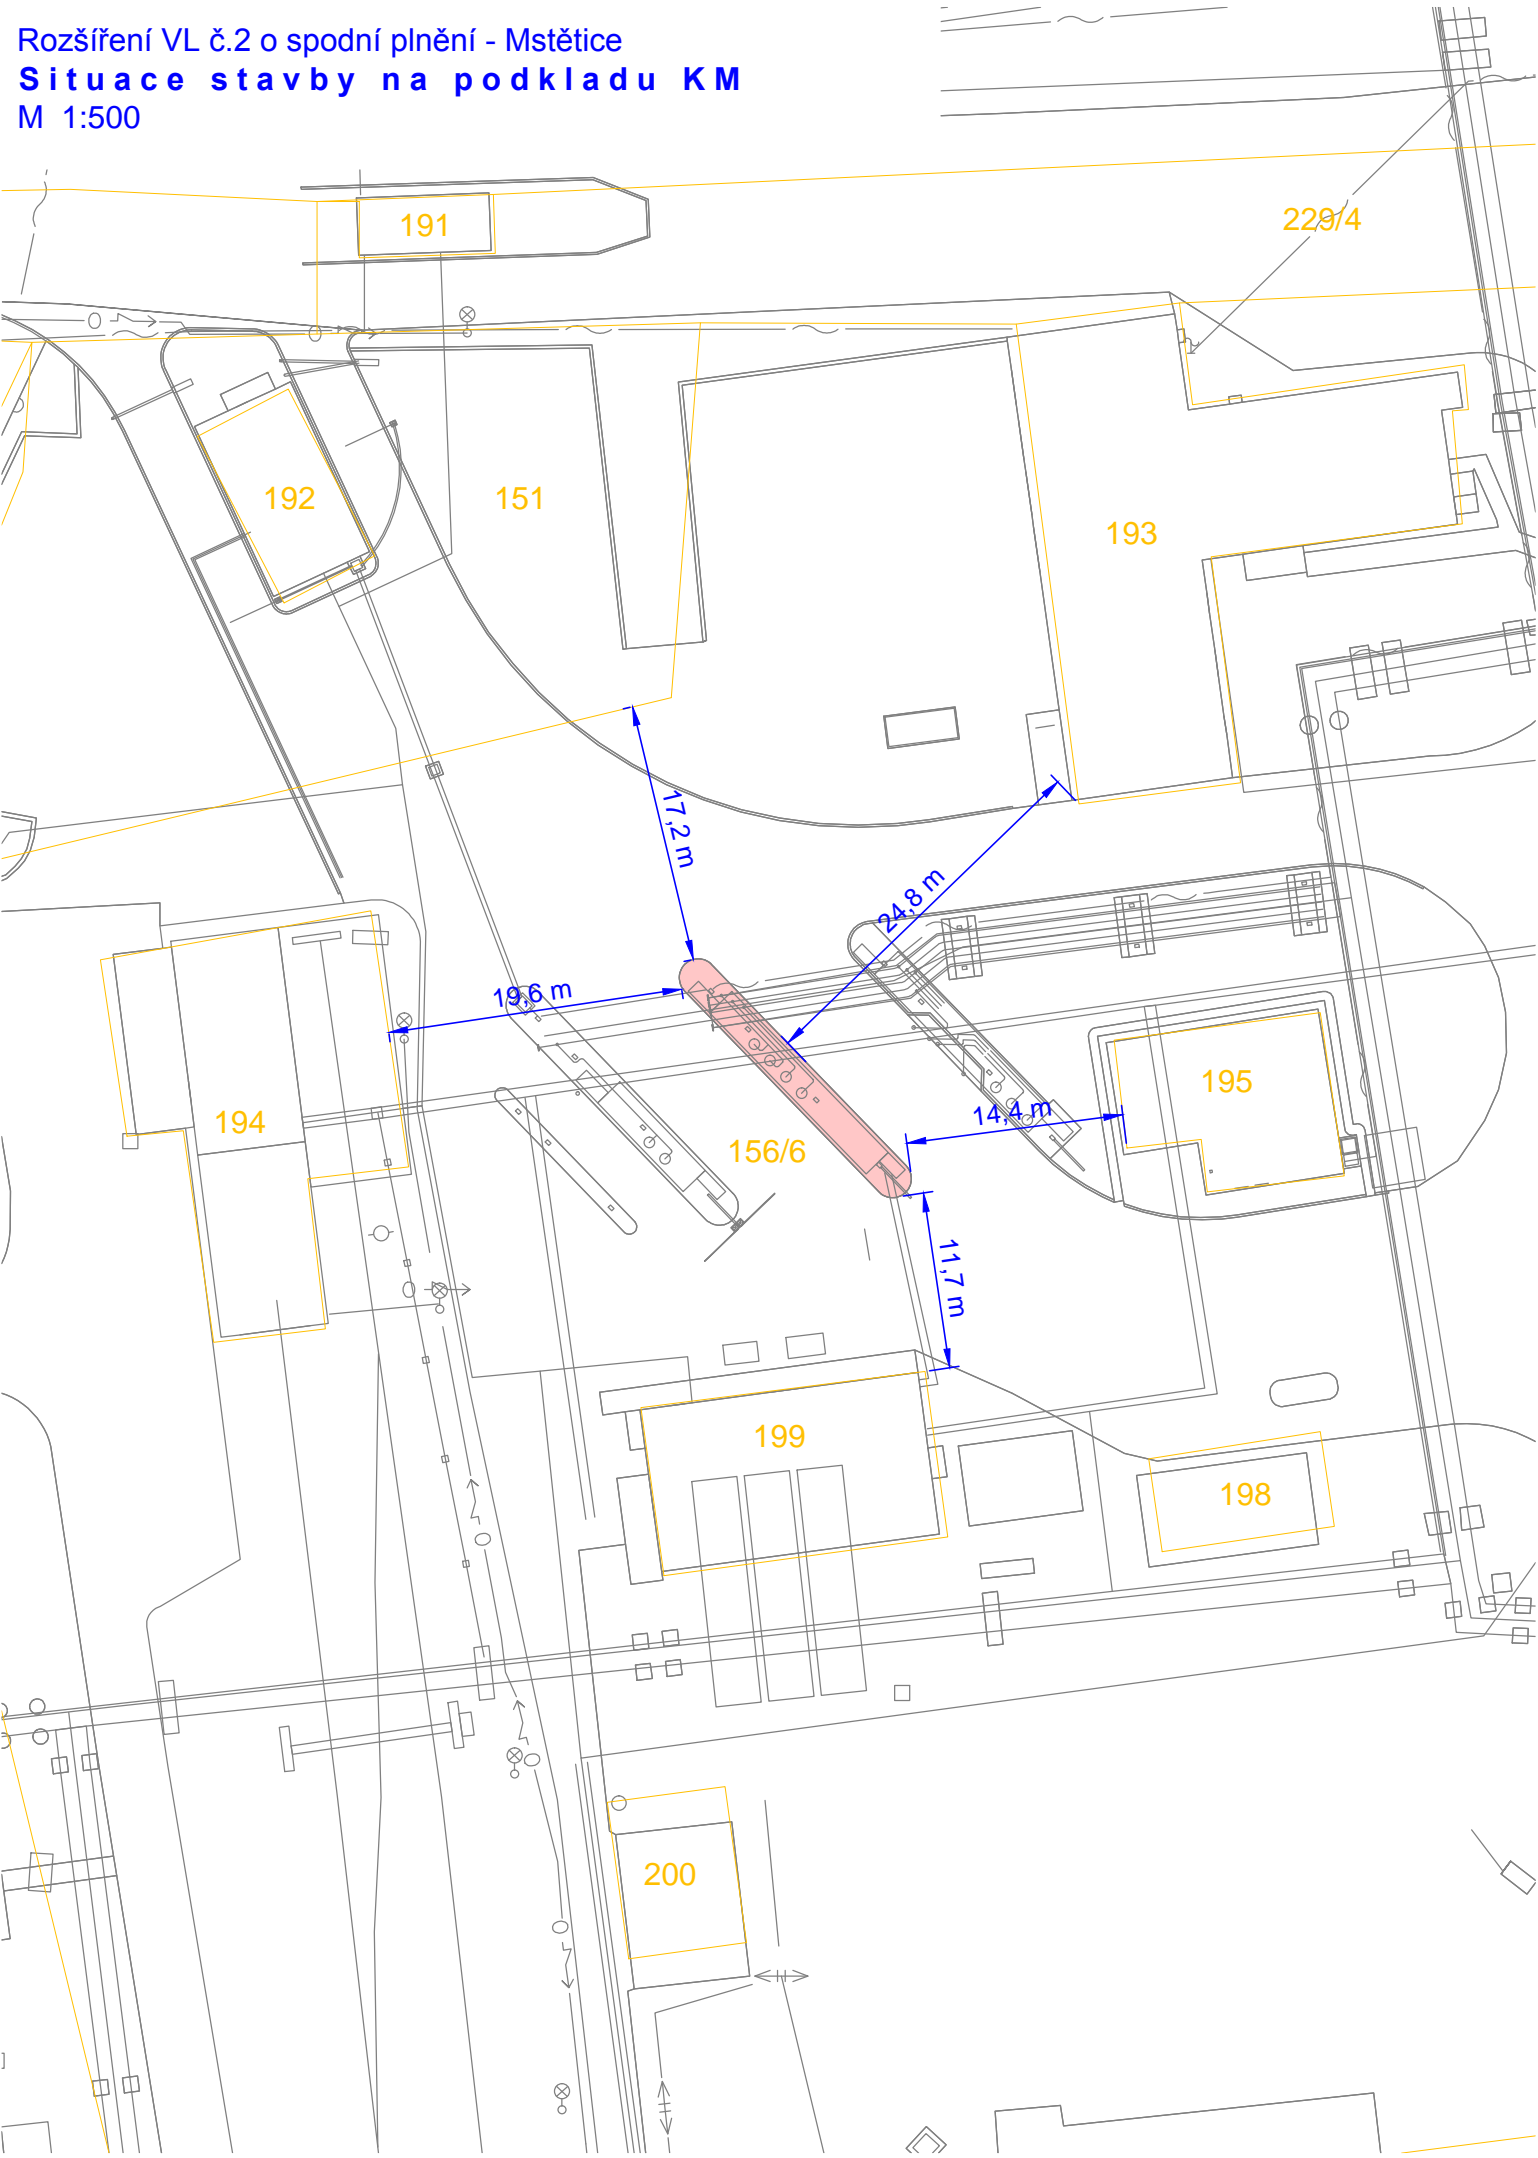 Rozšíření VL č.2 o spodní plnění - Mstětice
Situace stavby na podkladu KM
M 1:500
191
229/4
192
151
193
17,2 m
24,8 m
19,6 m
195
14,4 m
194
156/6
11,7 m
199
198
200